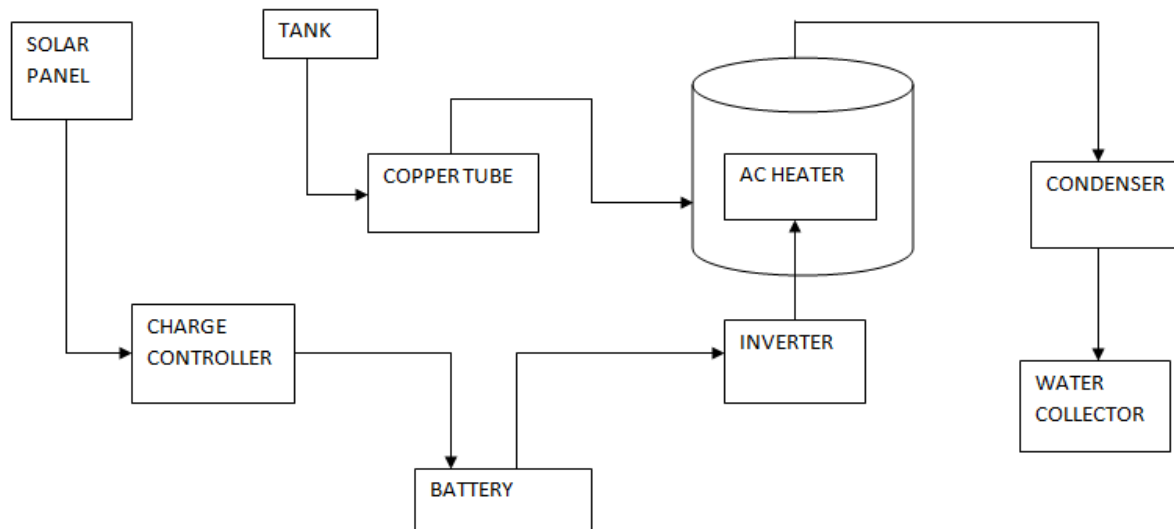 SOLAR
PANEL
TANK
COPPER TUBE
AC HEATER
CONDENSER
CHARGE
CONTROLLER
INVERTER
WATER
COLLECTOR
BATTERY